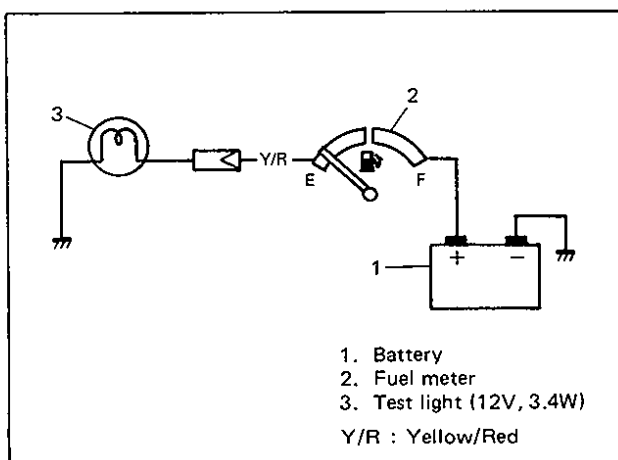 3
2
Y/R
E
F
+
−
1
1. Battery
2. Fuel meter
3. Test light (12V, 3.4W)
Y/R : Yellow/Red